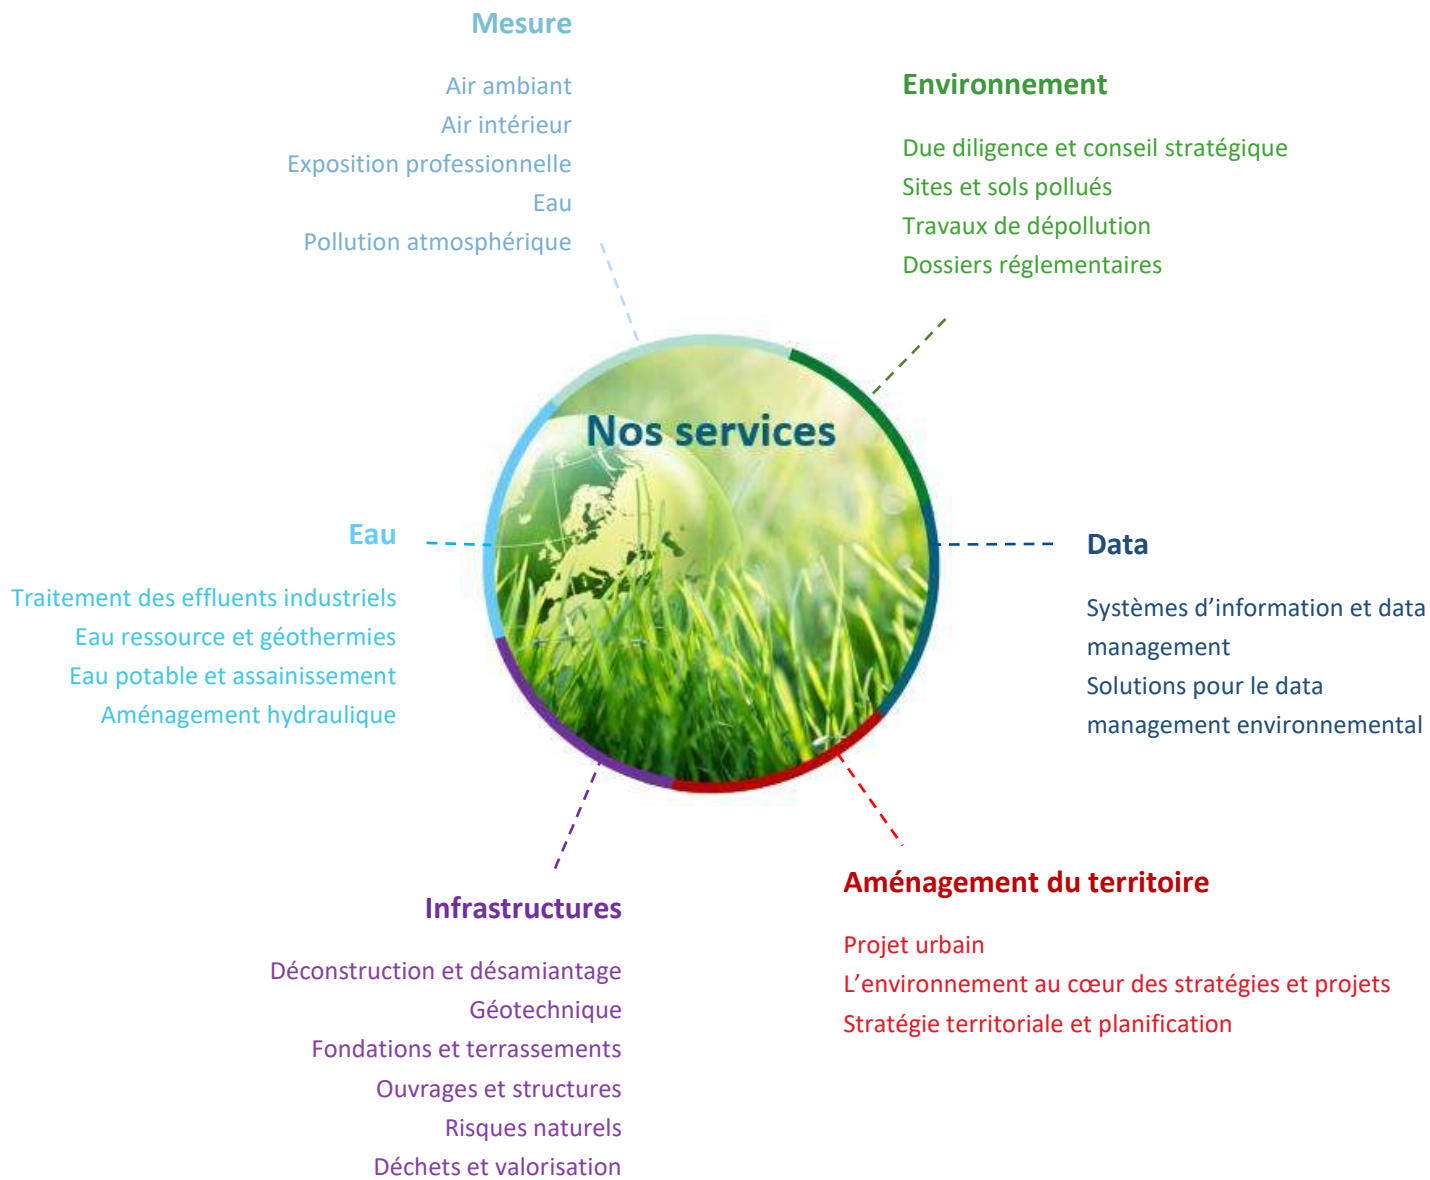 Mesure
Air ambiant
Air intérieur
Exposition professionnelle
Eau
Pollution atmosphérique
Environnement
Due diligence et conseil stratégique
Sites et sols pollués
Travaux de dépollution
Dossiers réglementaires
Nos services
Eau
Traitement des effluents industriels
Eau ressource et géothermies
Eau potable et assainissement
Aménagement hydraulique
Data
Systèmes d’information et data
management
Solutions pour le data
management environnemental
Infrastructures
Déconstruction et désamiantage
Géotechnique
Fondations et terrassements
Ouvrages et structures
Risques naturels
Déchets et valorisation
Aménagement du territoire
Projet urbain
L’environnement au cœur des stratégies et projets
Stratégie territoriale et planification